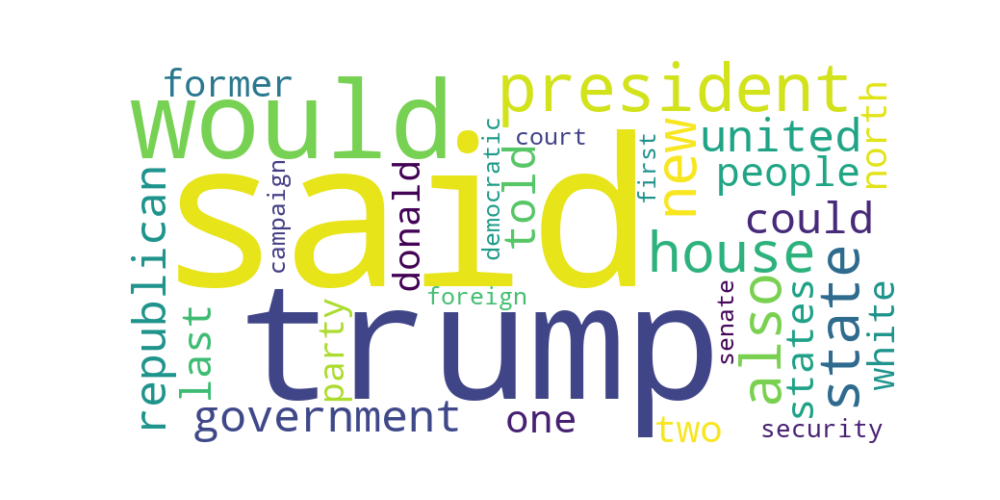 former
would
president
said
court
united
north
people
new
first
told
democratic
campaign
donald
republican
could
house
foreign
trump
party
last
senate
also
states
state
white
government
one
two
security